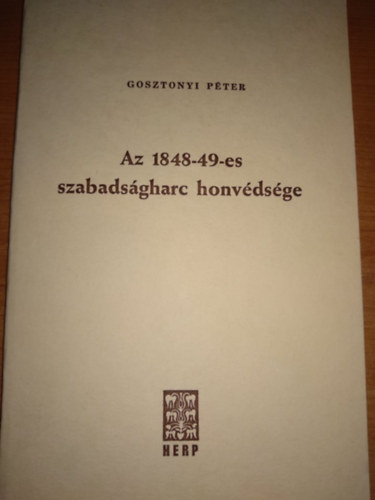 GOSZTONYI PÉTER
Az 1848-49-es
szabadságharc honvédsége
HERP